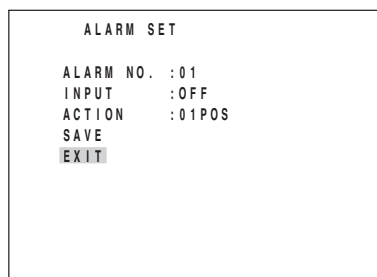 ALARM SET
ALARM NO. :01
INPUT :OFF
ACTION :01POS
SAVE
EXIT